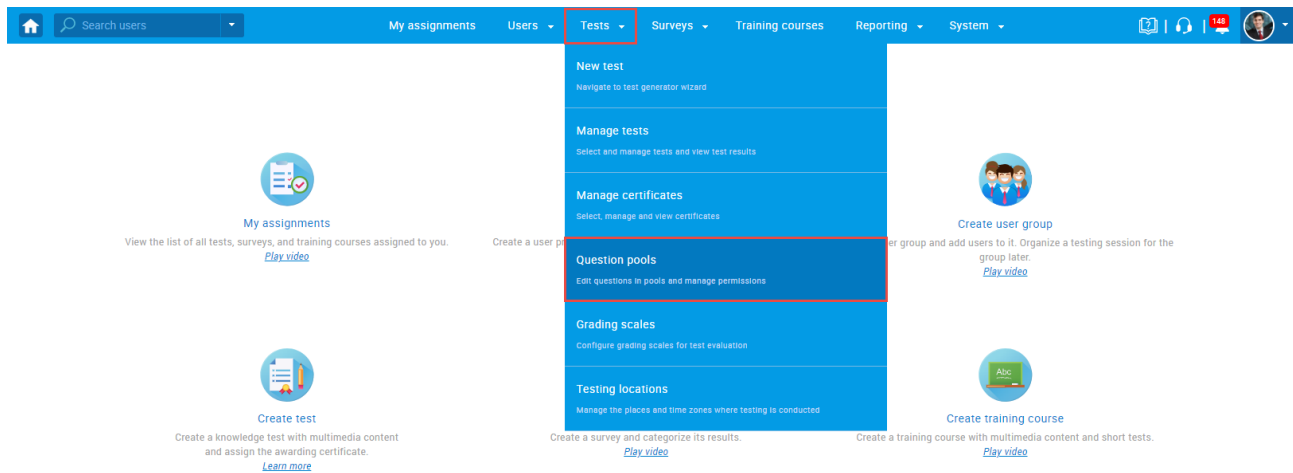 Search users
My assignments
Users
Tests
Surveys
Training courses
Reporting
System
148
New test
Navigate to test generator wizard
Manage tests
Select and manage tests and view test results
Manage certificates
Select, manage and view certificates
Question pools
Edit questions in pools and manage permissions
Grading scales
Configure grading scales for test evaluation
Testing locations
Manage the places and time zones where testing is conducted
My assignments
View the list of all tests, surveys, and training courses assigned to you.
Play video
Create a user
Create user group
group and add users to it. Organize a testing session for the
group later.
Play video
Create test
Create a knowledge test with multimedia content
and assign the awarding certificate.
Learn more
Create a survey and categorize its results.
Play video
Abc
Create training course
Create a training course with multimedia content and short tests.
Play video